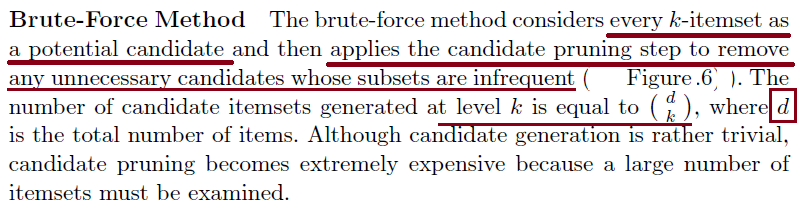 Brute-Force Method The brute-force method considers every k-itemset as
a potential candidate and then applies the candidate pruning step to remove
any unnecessary candidates whose subsets are infrequent ( Figure .6 ). The
number of candidate itemsets generated at level k is equal to (d k), where d
is the total number of items. Although candidate generation is rather trivial,
candidate pruning becomes extremely expensive because a large number of
itemsets must be examined.